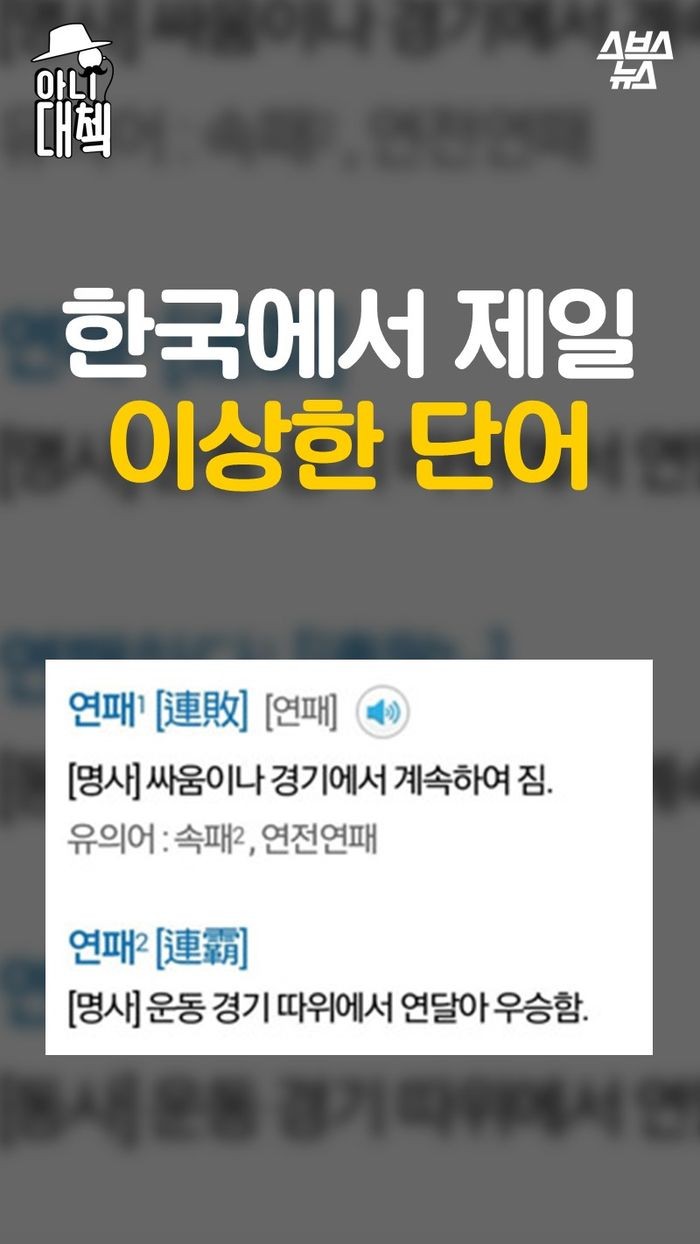 아니
대책
스브스
뉴스
한국에서 제일
이상한 단어
연패1 [連敗] [연패]
[명사] 싸움이나 경기에서 계속하여 짐.
유의어 : 속패2, 연전연패
연패2 [連霸]
[명사] 운동 경기 따위에서 연달아 우승함.